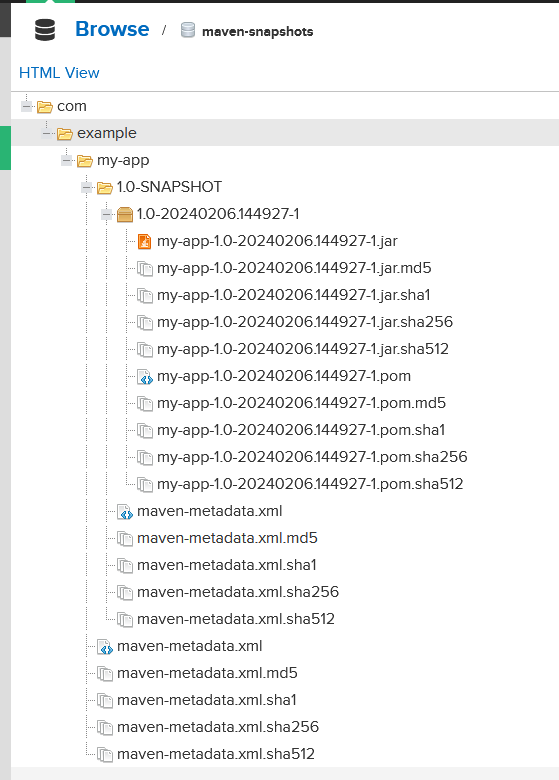 Browse / maven-snapshots
HTML View
com
example
my-app
1.0-SNAPSHOT
1.0-20240206.144927-1
my-app-1.0-20240206.144927-1.jar
my-app-1.0-20240206.144927-1.jar.md5
my-app-1.0-20240206.144927-1.jar.sha1
my-app-1.0-20240206.144927-1.jar.sha256
my-app-1.0-20240206.144927-1.jar.sha512
my-app-1.0-20240206.144927-1.pom
my-app-1.0-20240206.144927-1.pom.md5
my-app-1.0-20240206.144927-1.pom.sha1
my-app-1.0-20240206.144927-1.pom.sha256
my-app-1.0-20240206.144927-1.pom.sha512
maven-metadata.xml
maven-metadata.xml.md5
maven-metadata.xml.sha1
maven-metadata.xml.sha256
maven-metadata.xml.sha512
maven-metadata.xml
maven-metadata.xml.md5
maven-metadata.xml.sha1
maven-metadata.xml.sha256
maven-metadata.xml.sha512